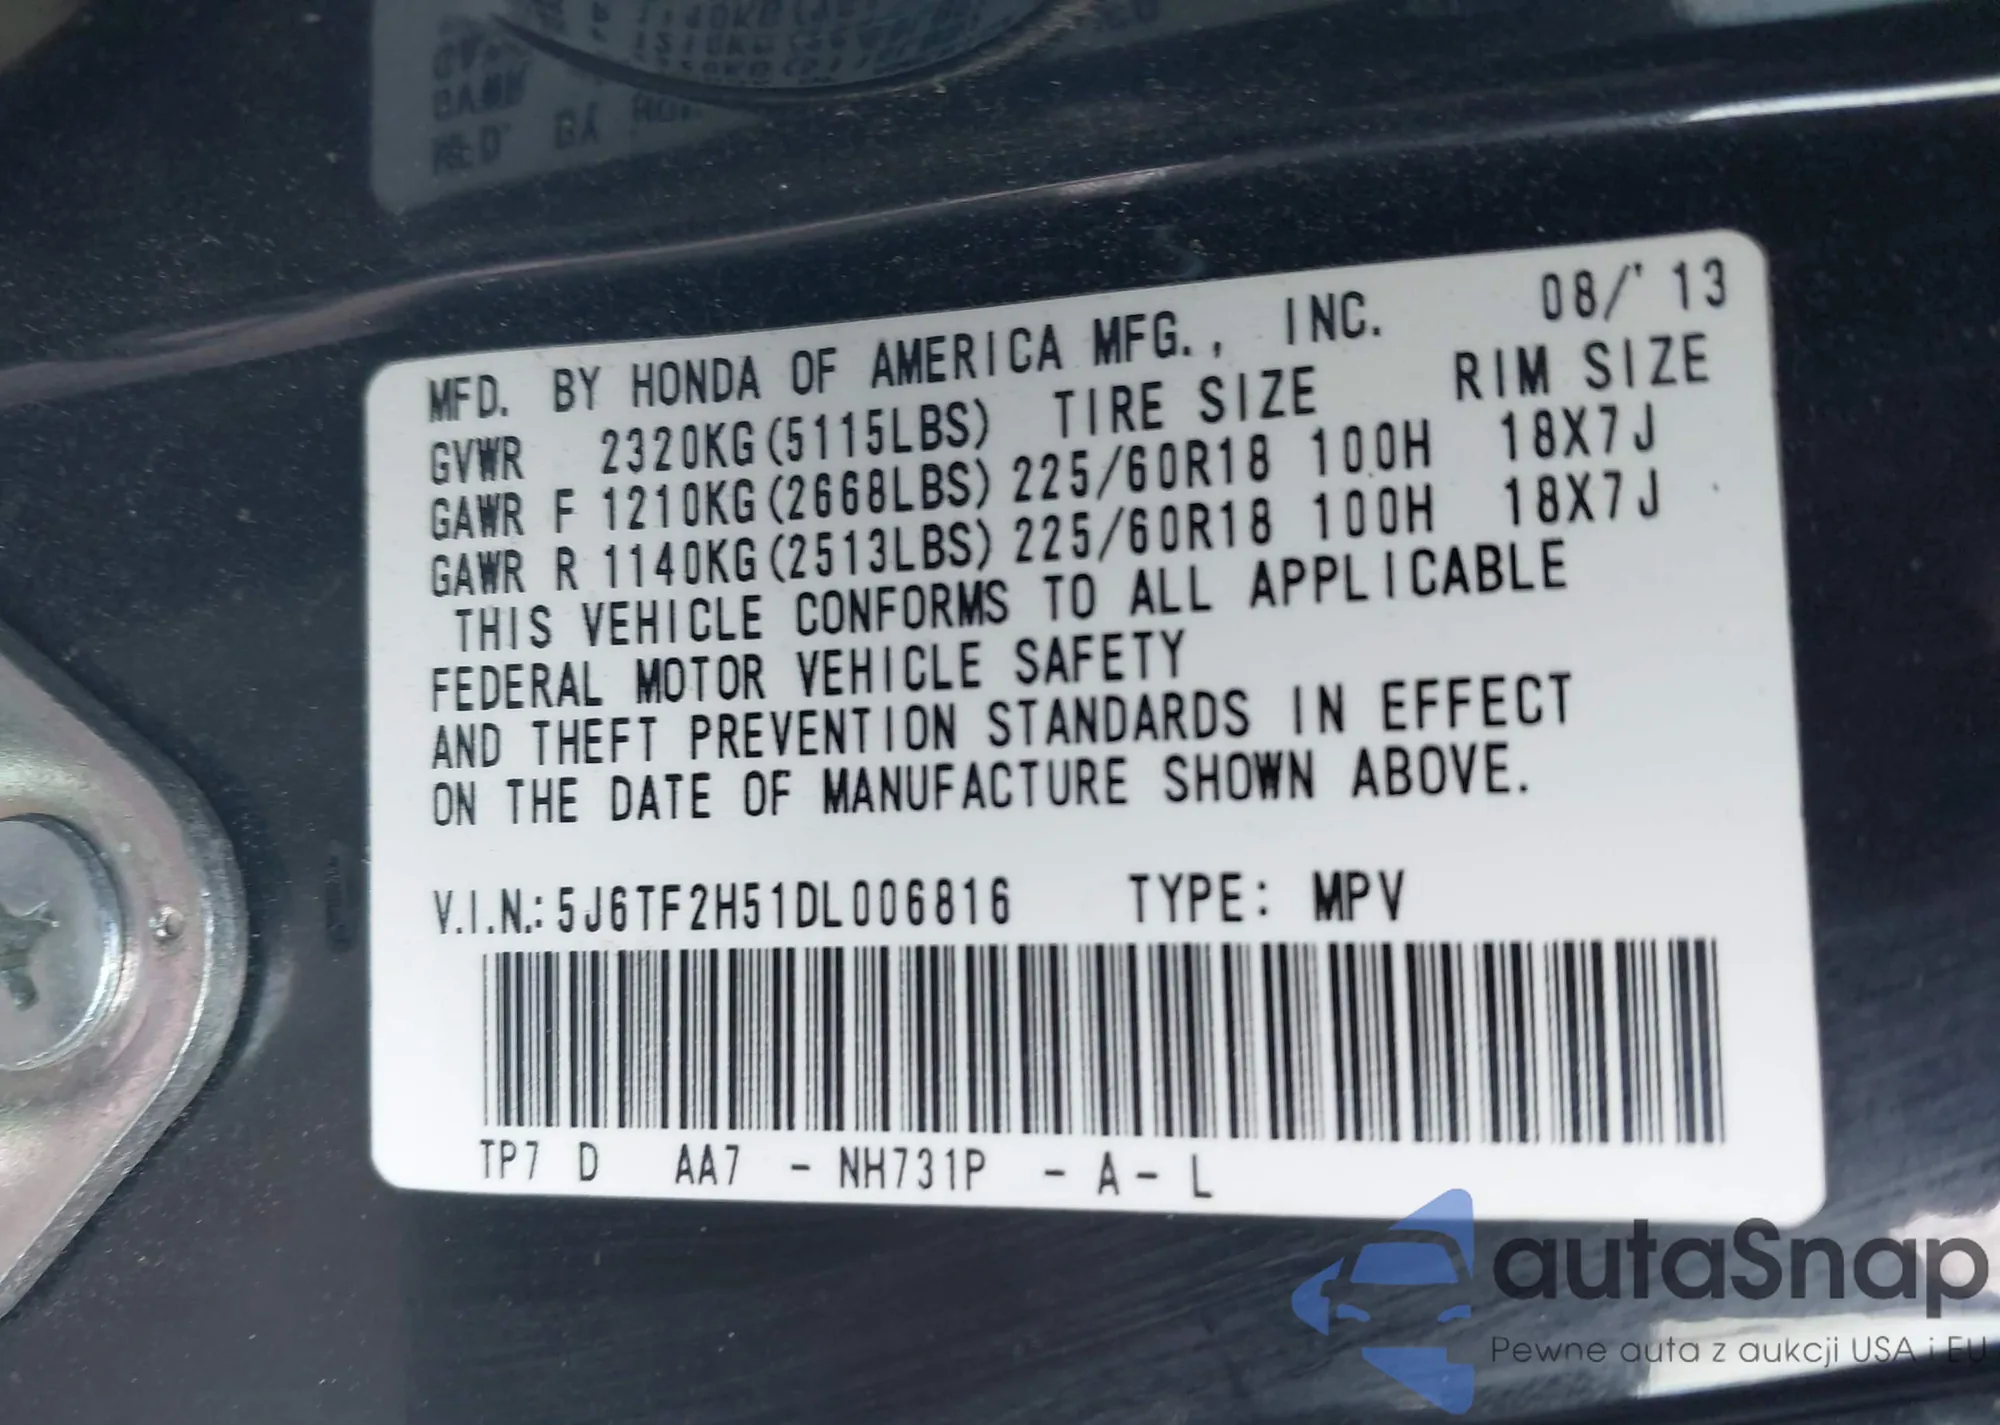 MFD. BY HONDA OF AMERICA MFG., INC. 08/'13
GVWR 2320KG(5115LBS) TIRE SIZE RIM SIZE
GAWR F 1210KG(2668LBS) 225/60R18 100H 18X7J
GAWR R 1140KG(2513LBS) 225/60R18 100H 18X7J
THIS VEHICLE CONFORMS TO ALL APPLICABLE
FEDERAL MOTOR VEHICLE SAFETY
AND THEFT PREVENTION STANDARDS IN EFFECT
ON THE DATE OF MANUFACTURE SHOWN ABOVE.
V.I.N.: 5J6TF2H51DL006816 TYPE: MPV
TP7 D AA7 - NH731P - A - L
autaSnap
Pewne auta z aukcji USA i EU